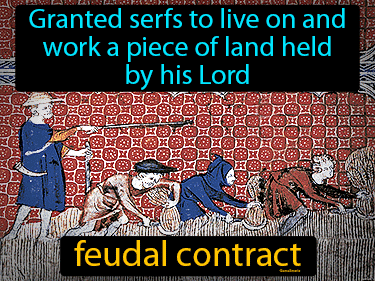 Granted serfs to live on and
work a piece of land held
by his Lord
feudal contract